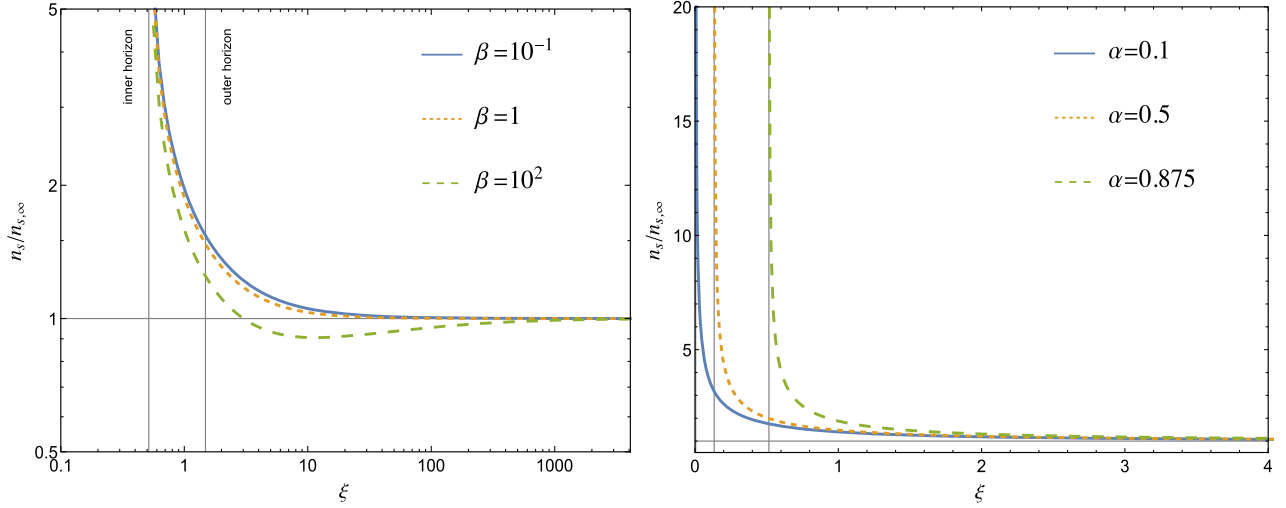 5
2
1
0.5
n_s/n_{s,∞}
0.1
1
10
100
1000
ξ
inner horizon
outer horizon
β=10^{-1}
β=1
β=10^{2}
20
15
10
5
n_s/n_{s,∞}
0
1
2
3
4
ξ
α=0.1
α=0.5
α=0.875